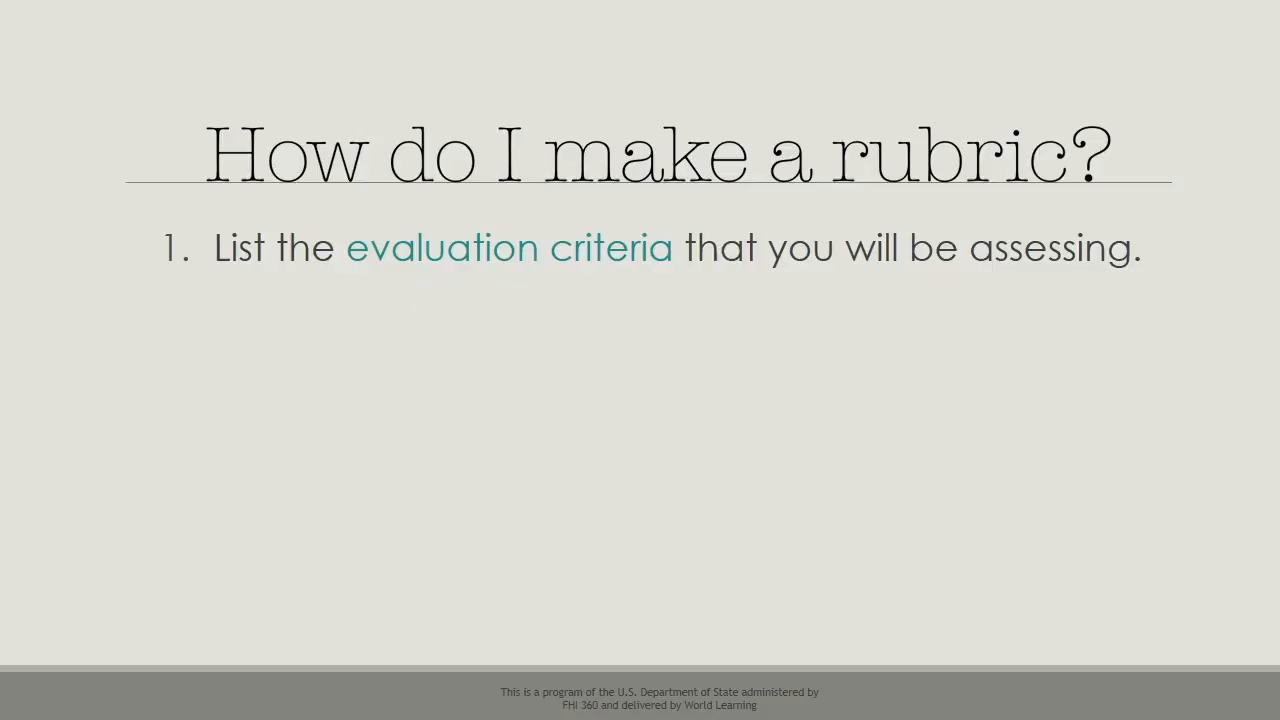 How do I make a rubric?
1. List the evaluation criteria that you will be assessing.
This is a program of the U.S. Department of State administered by
FHI 360 and delivered by World Learning